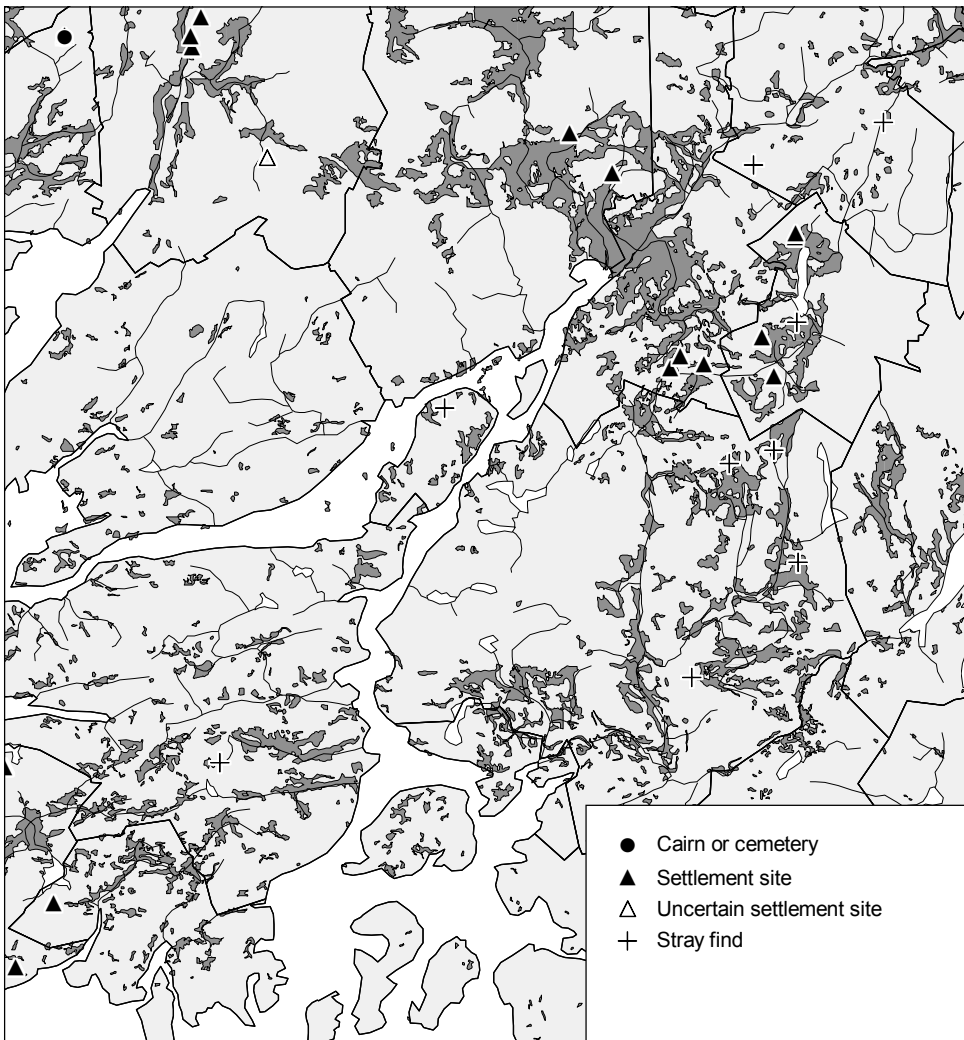 Cairn or cemetery
Settlement site
Uncertain settlement site
Stray find